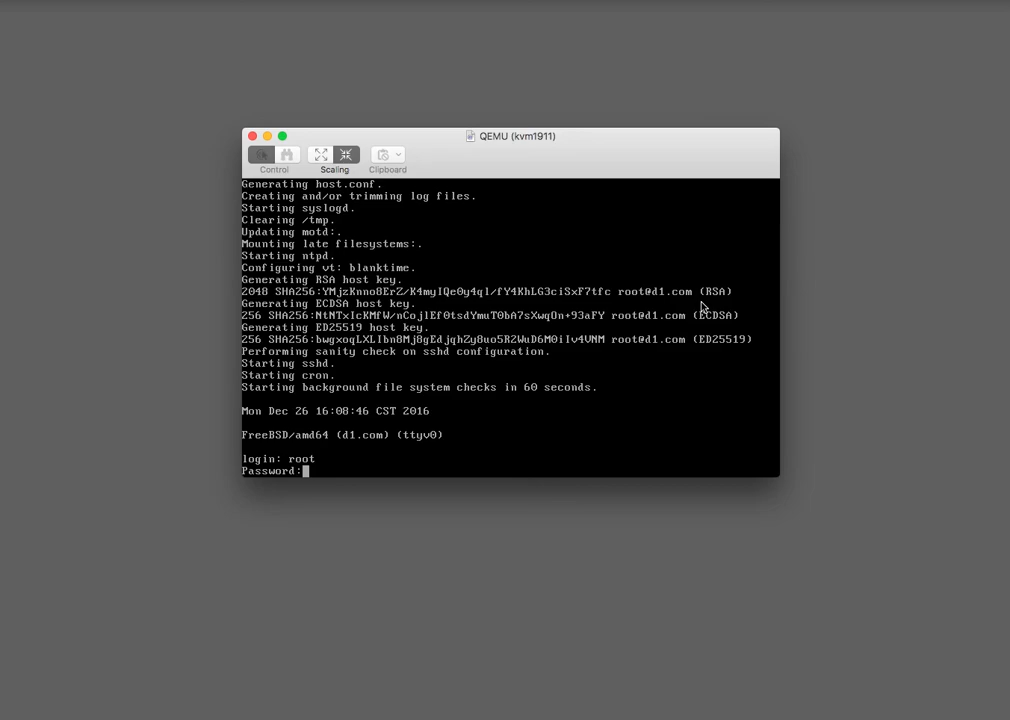 QEMU (kvm1911)
Control
Scaling
Clipboard
Generating host.conf.
Creating and/or trimming log files.
Starting syslogd.
Clearing /tmp.
Updating motd:.
Mounting late filesystems:.
Starting ntpd.
Configuring vt: blanktime.
Generating RSA host key.
2048 SHA256:YMjzKnno8ErZ/K4myIQe0y4ql/fY4KhLG3ciSxF7tfc root@d1.com (RSA)
Generating ECDSA host key.
256 SHA256:NtNTxIcKMfW/nCojlEf0tsdYmuT0bA7sXwqOn+93aFY root@d1.com (ECDSA)
Generating ED25519 host key.
256 SHA256:bwgxoqLXLIbn8Mj8gEdjqhZy8uo5R2WuD6M0iIv4VNM root@d1.com (ED25519)
Performing sanity check on sshd configuration.
Starting sshd.
Starting cron.
Starting background file system checks in 60 seconds.
Mon Dec 26 16:08:46 CST 2016
FreeBSD/amd64 (d1.com) (ttyv0)
login: root
Password: